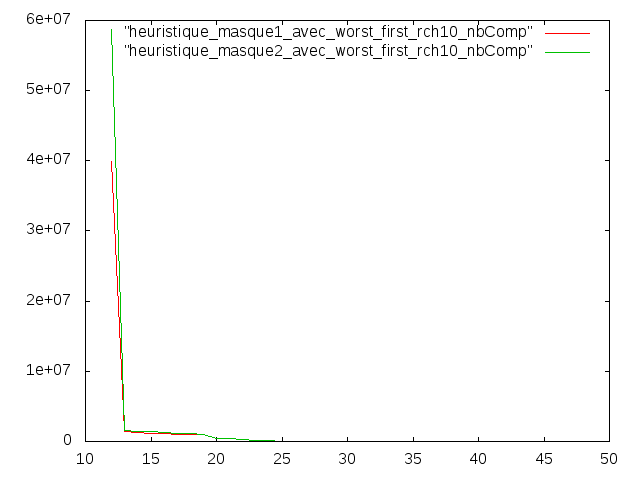 6e+07
"heuristique_masque1_avec_worst_first_rch10_nbComp"
"heuristique_masque2_avec_worst_first_rch10_nbComp"
5e+07
4e+07
3e+07
2e+07
1e+07
0
10 15 20 25 30 35 40 45 50